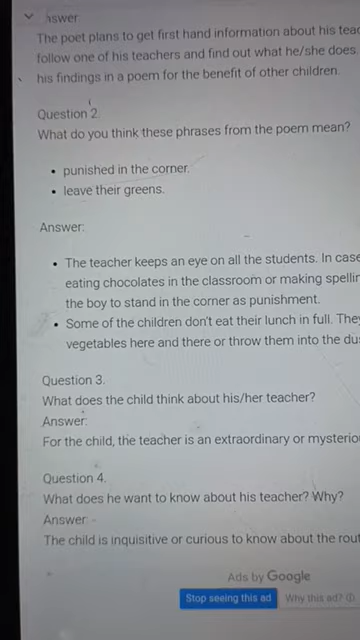 The poet plans to get first hand information about his
follow one of his teachers and find out what he/she does.
his findings in a poem for the benefit of other children.
Question 2.
What do you think these phrases from the poem mean?
• punished in the corner.
• leave their greens.
Answer:
• The teacher keeps an eye on all the students. In case
eating chocolates in the classroom or making
the boy to stand in the corner as punishment.
• Some of the children don't eat their lunch in full.
vegetables here and there or throw them into the
Question 3.
What does the child think about his/her teacher?
Answer:
For the child, the teacher is an extraordinary or
Question 4.
What does he want to know about his teacher? Why?
Answer:
The child is inquisitive or curious to know about the
Ads by Google
Stop seeing this ad Why this ad?